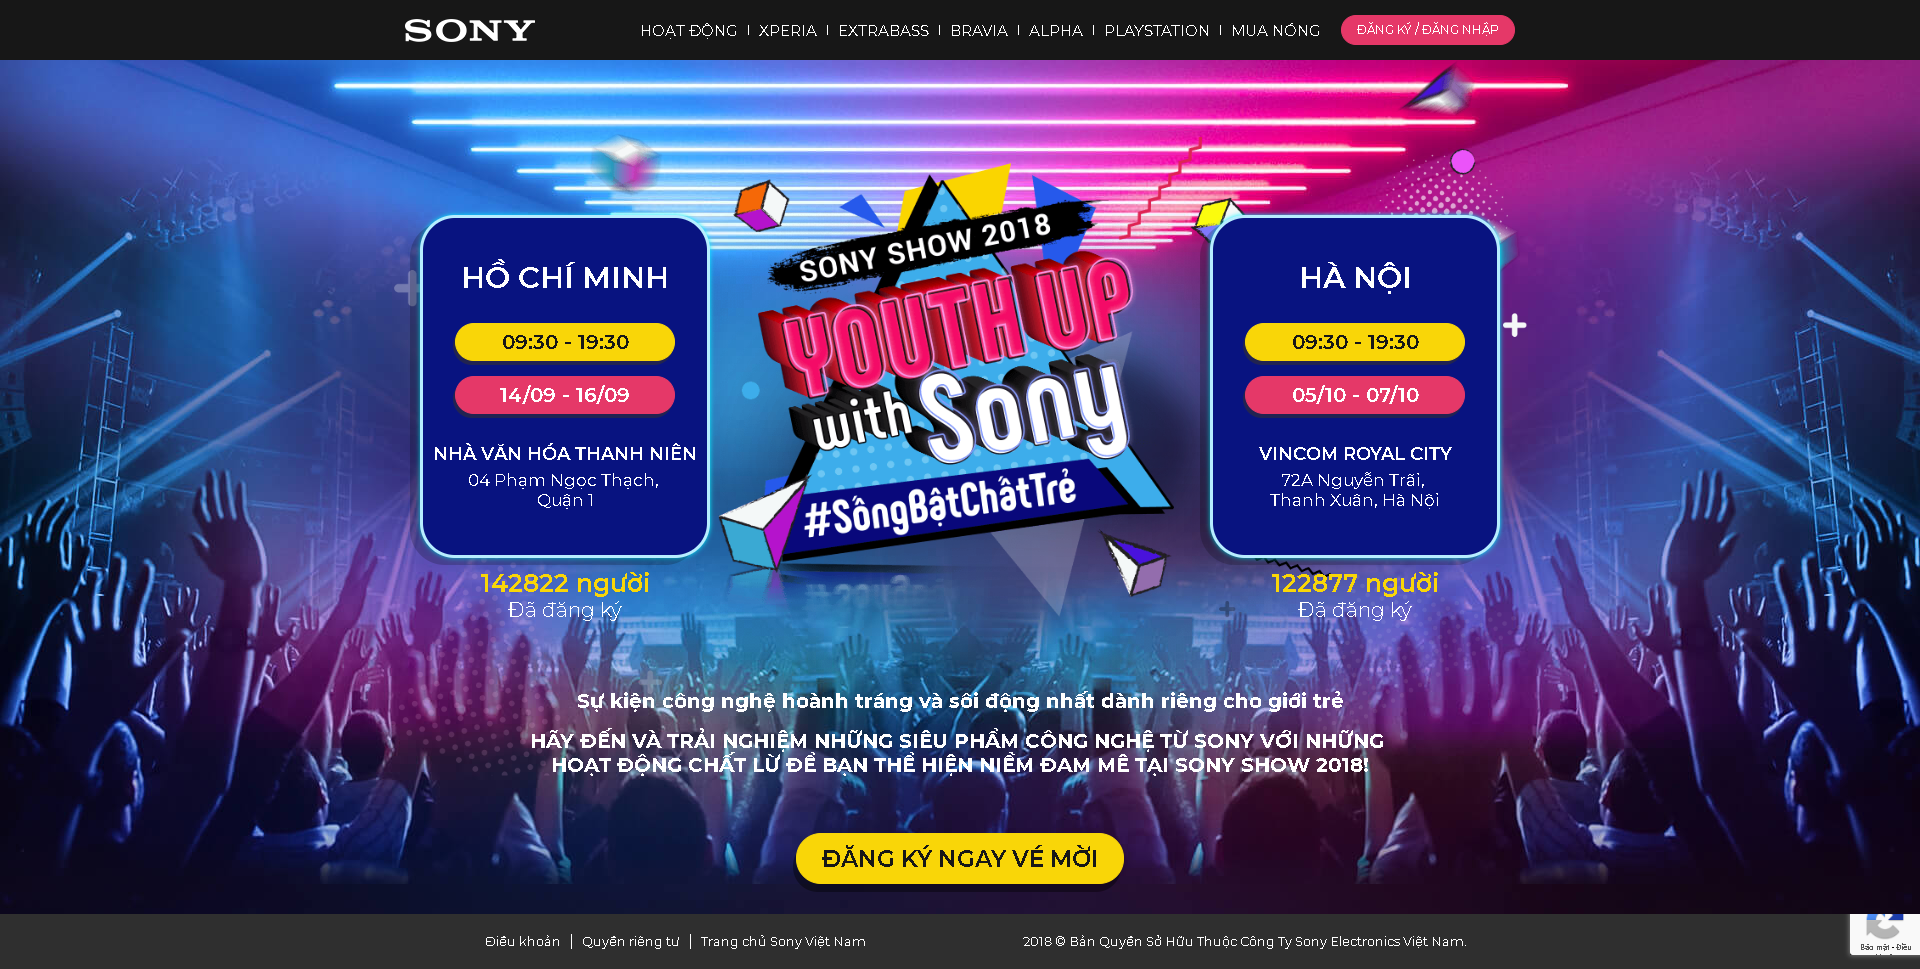 SONY
HOẠT ĐỘNG | XPERIA | EXTRABASS | BRAVIA | ALPHA | PLAYSTATION | MUA NÓNG
ĐĂNG KÝ / ĐĂNG NHẬP
HỒ CHÍ MINH
09:30 - 19:30
14/09 - 16/09
NHÀ VĂN HÓA THANH NIÊN
04 Phạm Ngọc Thạch,
Quận 1
142822 người
Đã đăng ký
SONY SHOW 2018
YOUTH UP
with Sony
#SốngBậtChấtTrẻ
HÀ NỘI
09:30 - 19:30
05/10 - 07/10
VINCOM ROYAL CITY
72A Nguyễn Trãi,
Thanh Xuân, Hà Nội
122877 người
Đã đăng ký
Sự kiện công nghệ hoành tráng và sôi động nhất dành riêng cho giới trẻ
HÃY ĐẾN VÀ TRẢI NGHIỆM NHỮNG SIÊU PHẨM CÔNG NGHỆ TỪ SONY VỚI NHỮNG
HOẠT ĐỘNG CHẤT LỪ ĐỂ BẠN THỂ HIỆN NIỀM ĐAM MÊ TẠI SONY SHOW 2018!
ĐĂNG KÝ NGAY VÉ MỜI
Điều khoản | Quyền riêng tư | Trang chủ Sony Việt Nam
2018 © Bản Quyền Sở Hữu Thuộc Công Ty Sony Electronics Việt Nam.
Bảo mật - Điều